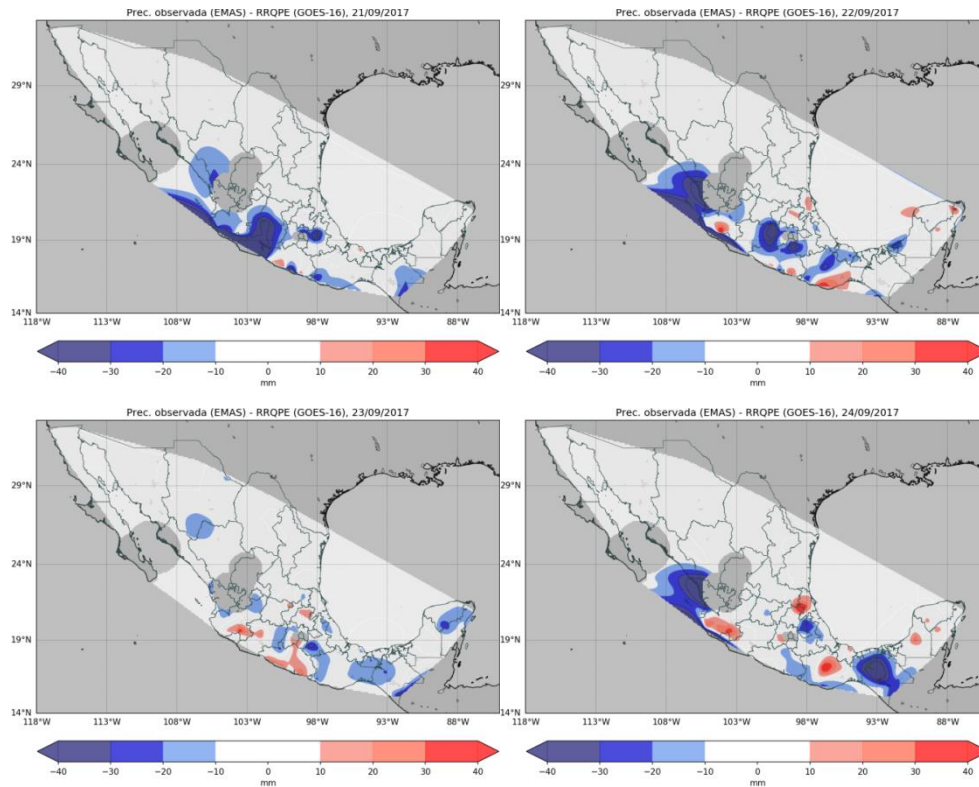 Prec. observada (EMAS) - RRQPE (GOES-16), 21/09/2017
29°N
24°N
19°N
14°N
118°W 113°W 108°W 103°W 98°W 93°W 88°W
−40 −30 −20 −10 0 10 20 30 40
mm
Prec. observada (EMAS) - RRQPE (GOES-16), 22/09/2017
29°N
24°N
19°N
14°N
118°W 113°W 108°W 103°W 98°W 93°W 88°W
−40 −30 −20 −10 0 10 20 30 40
mm
Prec. observada (EMAS) - RRQPE (GOES-16), 23/09/2017
29°N
24°N
19°N
14°N
118°W 113°W 108°W 103°W 98°W 93°W 88°W
−40 −30 −20 −10 0 10 20 30 40
mm
Prec. observada (EMAS) - RRQPE (GOES-16), 24/09/2017
29°N
24°N
19°N
14°N
118°W 113°W 108°W 103°W 98°W 93°W 88°W
−40 −30 −20 −10 0 10 20 30 40
mm